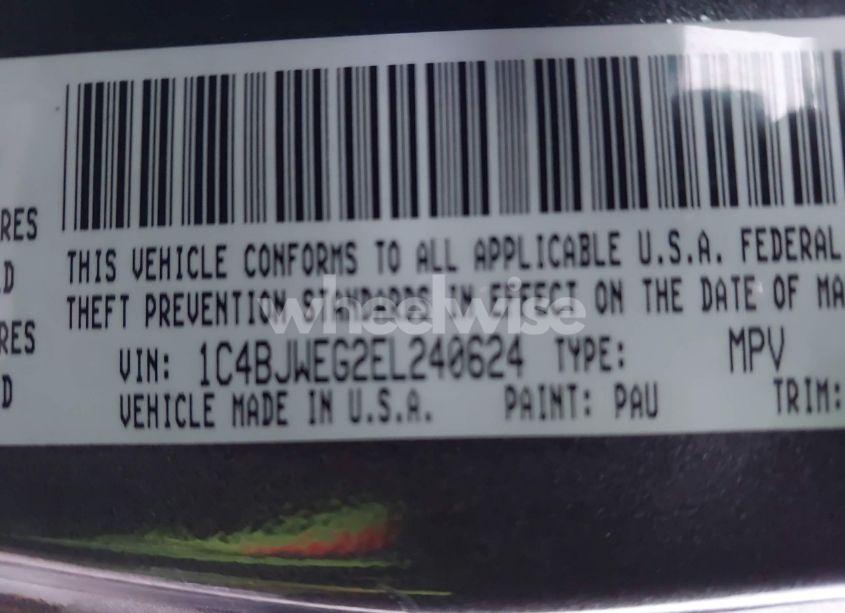 RES
D
RES
D
THIS VEHICLE CONFORMS TO ALL APPLICABLE U.S.A. FEDERAL
THEFT PREVENTION STANDARDS IN EFFECT ON THE DATE OF MA
VIN: 1C4BJWEG2EL240624 TYPE: MPV
VEHICLE MADE IN U.S.A. PAINT: PAU TRIM:
wheelwise